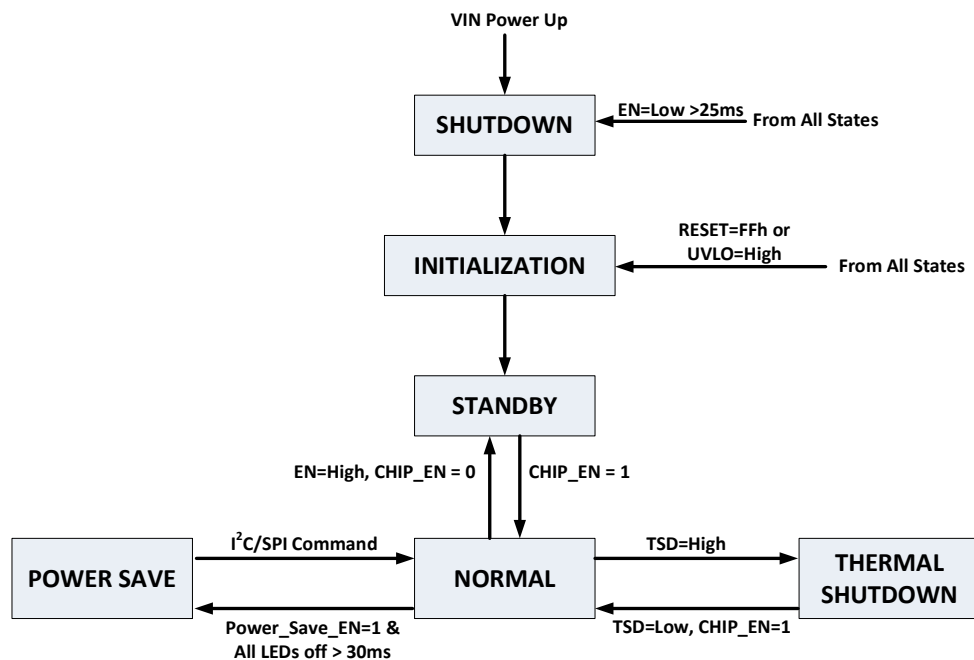 VIN Power Up
SHUTDOWN
EN=Low >25ms
From All States
RESET=FFh or
UVLO=High
INITIALIZATION
From All States
STANDBY
EN=High, CHIP_EN = 0
CHIP_EN = 1
I²C/SPI Command
TSD=High
POWER SAVE
NORMAL
THERMAL
SHUTDOWN
Power_Save_EN=1 &
All LEDs off > 30ms
TSD=Low, CHIP_EN=1